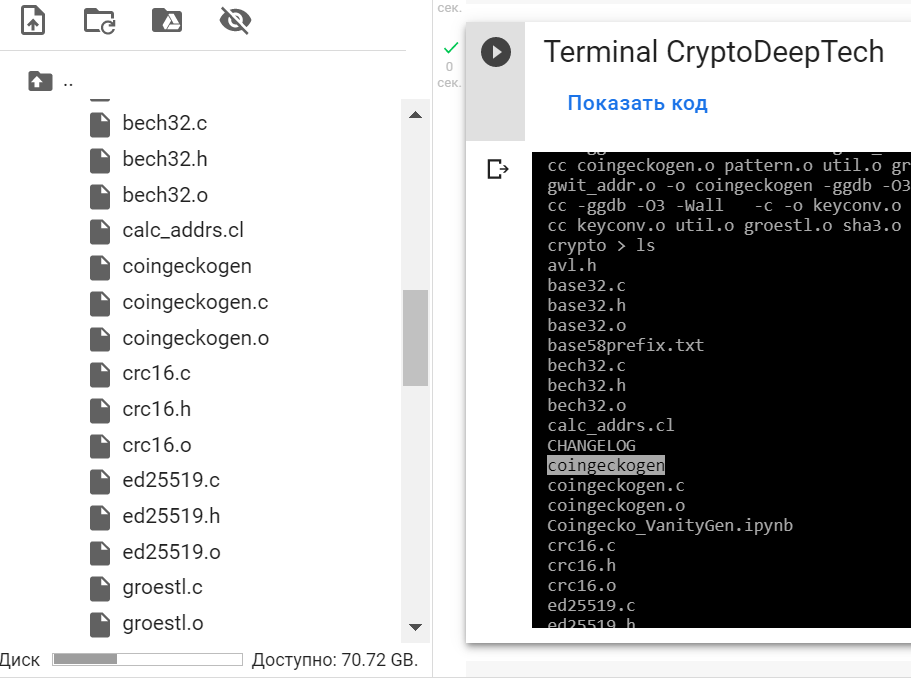 ..
bech32.c
bech32.h
bech32.o
calc_addrs.cl
coingeckogen
coingeckogen.c
coingeckogen.o
crc16.c
crc16.h
crc16.o
ed25519.c
ed25519.h
ed25519.o
groestl.c
groestl.o
Диск
Доступно: 70.72 GB.
сек.
0
сек.
Terminal CryptoDeepTech
Показать код
cc coingeckogen.o pattern.o util.o gr
gwit_addr.o -o coingeckogen -ggdb -O3
cc -ggdb -O3 -Wall   -c -o keyconv.o
cc keyconv.o util.o groestl.o sha3.o
crypto > ls
avl.h
base32.c
base32.h
base32.o
base58prefix.txt
bech32.c
bech32.h
bech32.o
calc_addrs.cl
CHANGELOG
coingeckogen
coingeckogen.c
coingeckogen.o
Coingecko_VanityGen.ipynb
crc16.c
crc16.h
crc16.o
ed25519.c
ed25519.h